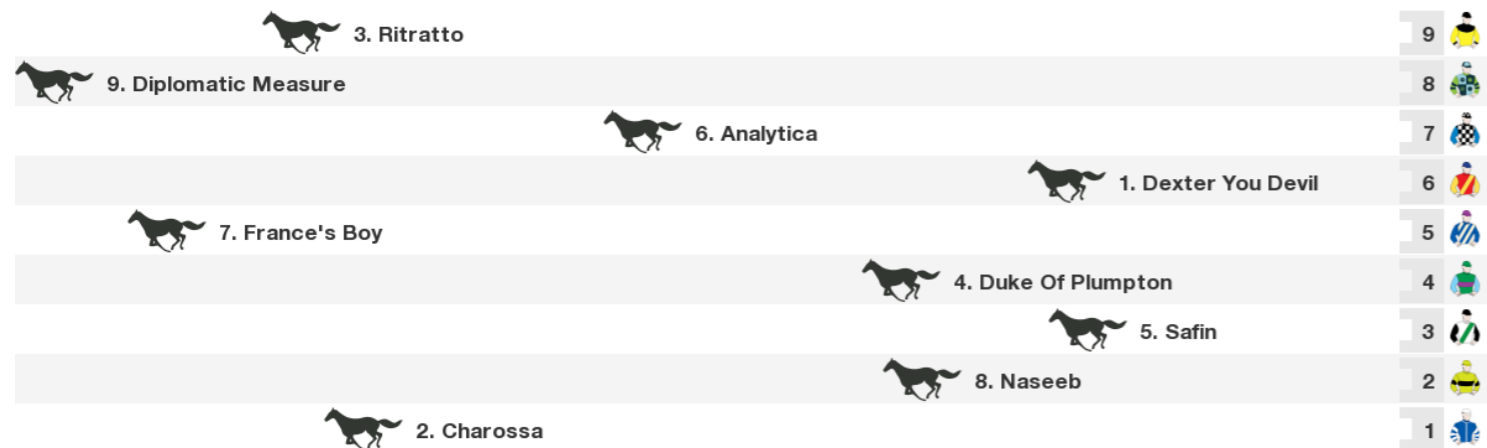 3. Ritratto 9
9. Diplomatic Measure 8
6. Analytica 7
1. Dexter You Devil 6
7. France's Boy 5
4. Duke Of Plumpton 4
5. Safin 3
8. Naseeb 2
2. Charossa 1